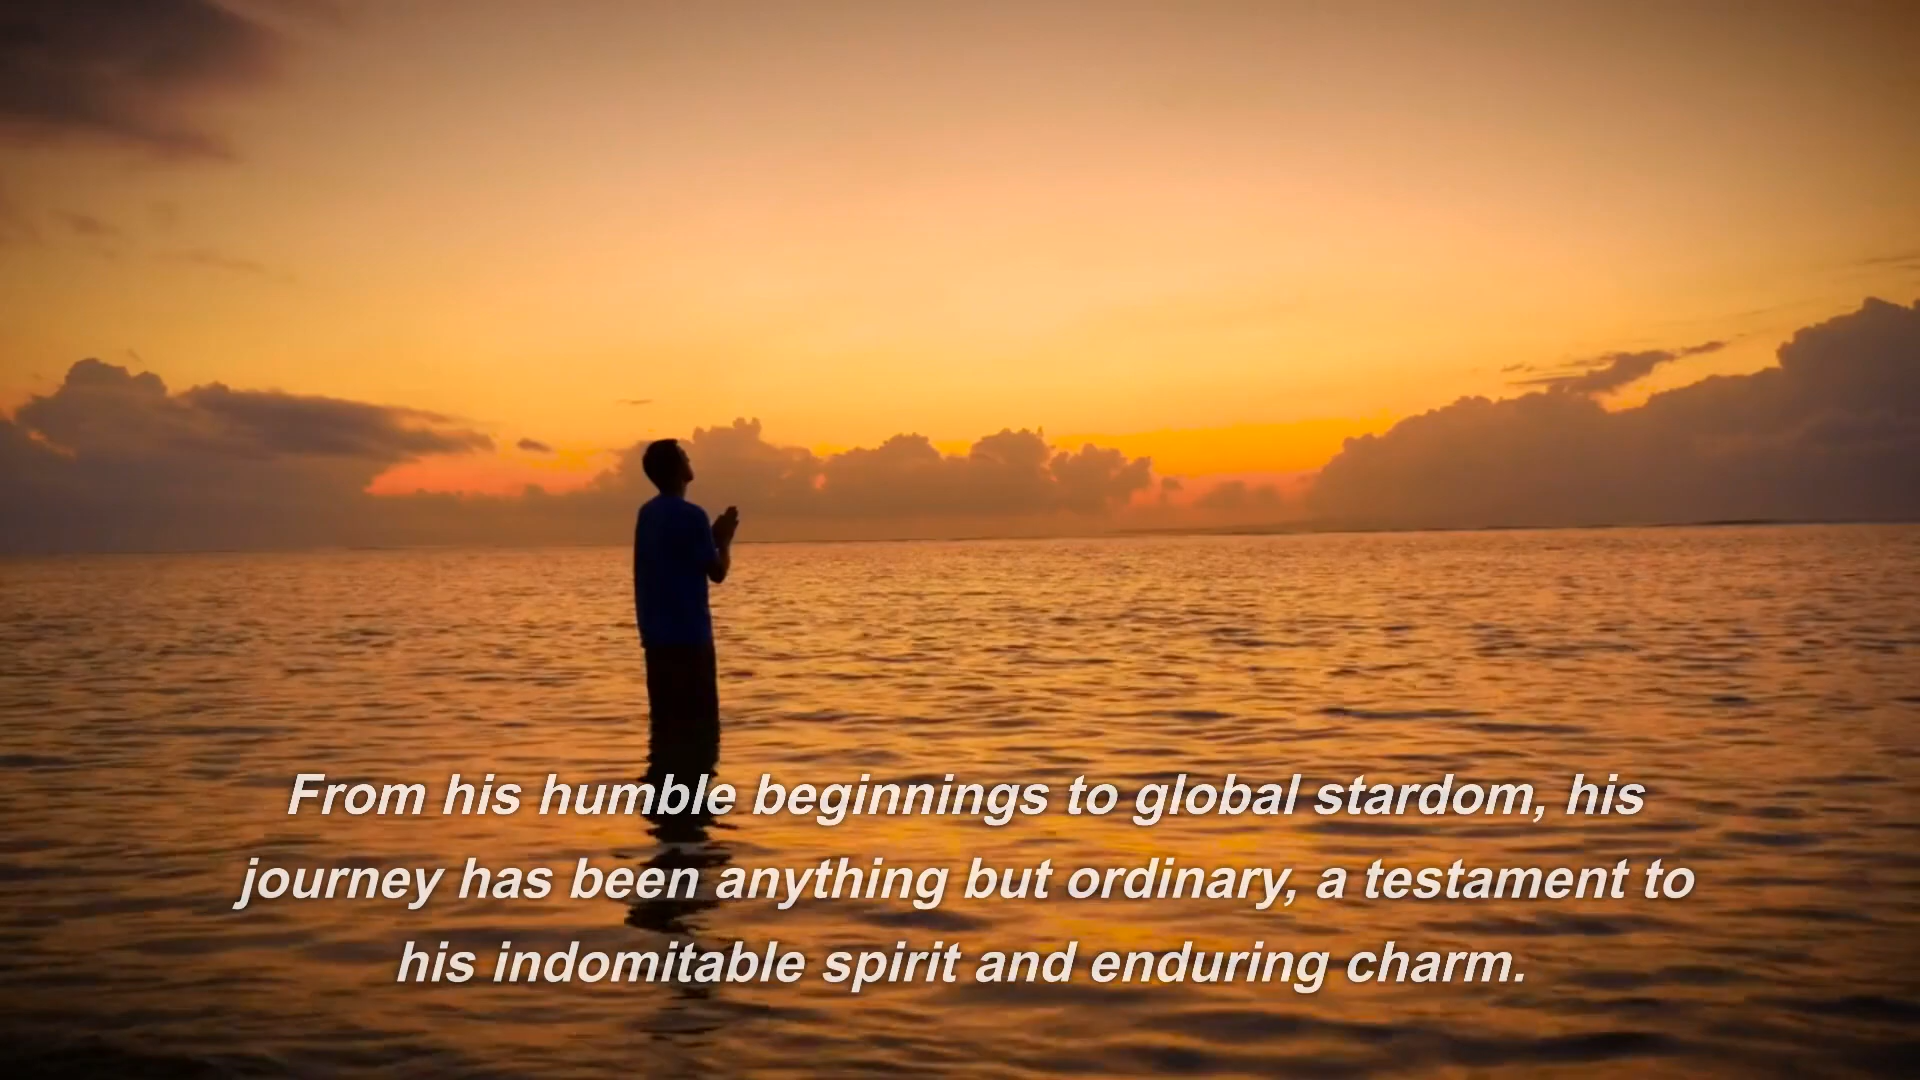 From his humble beginnings to global stardom, his
journey has been anything but ordinary, a testament to
his indomitable spirit and enduring charm.